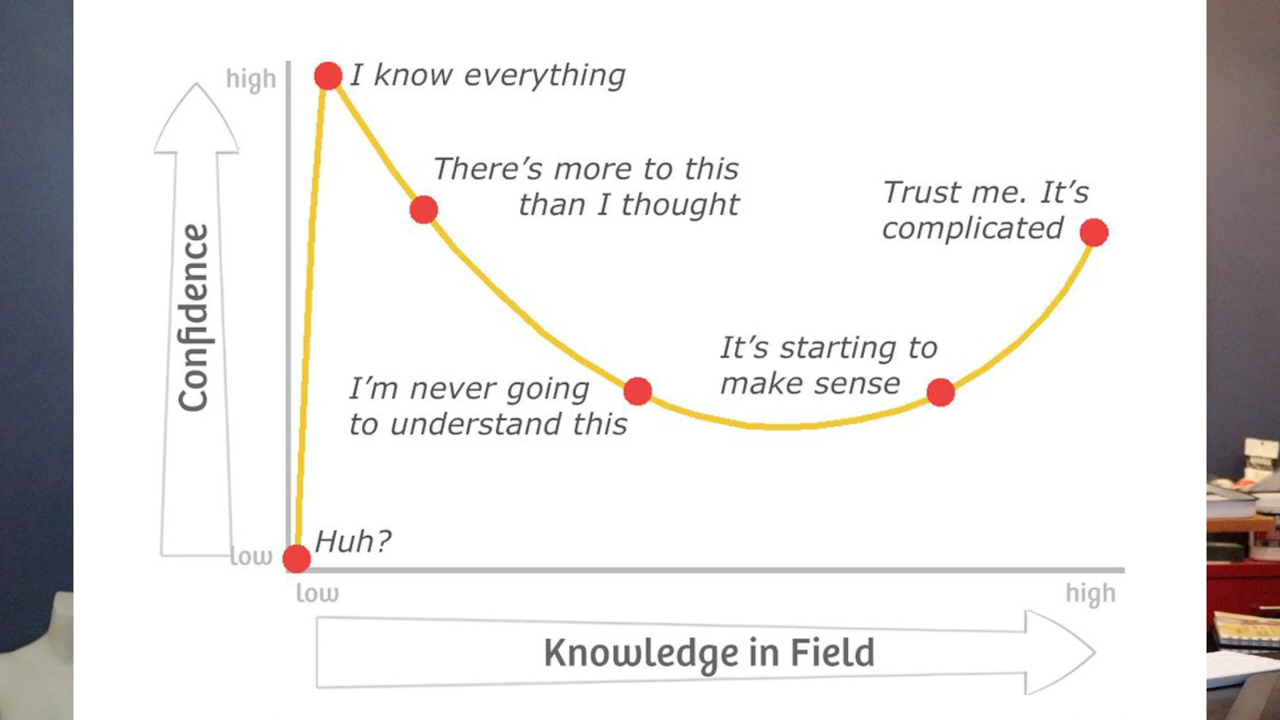 high
I know everything
There’s more to this
than I thought
Trust me. It’s
complicated
Confidence
It’s starting to
make sense
I’m never going
to understand this
Huh?
low
low
high
Knowledge in Field